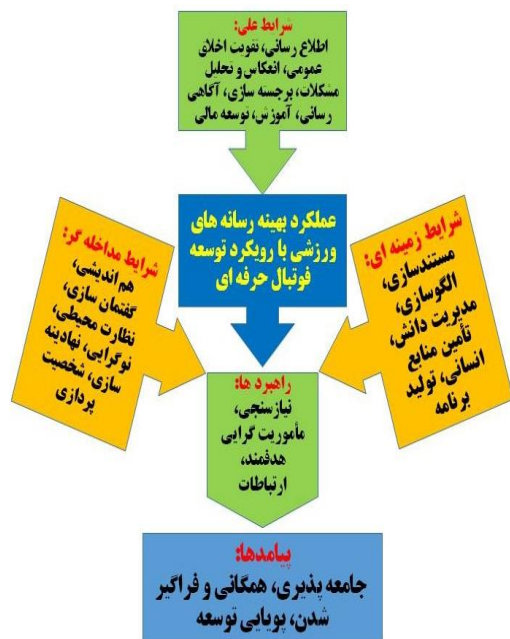 شرایط علی:
اطلاع رسانی، تقویت اخلاق
عمومی، انعکاس و تحلیل
مشکلات، برجسته سازی، آگاهی
رسانی، آموزش، توسعه مالی
عملکرد بهینه رسانه های
ورزشی با رویکرد توسعه
فوتبال حرفه ای
شرایط زمینه ای:
مستندسازی،
الگوسازی،
مدیریت دانش،
تأمین منابع
انسانی، تولید
برنامه
شرایط مداخله گر:
هم اندیشی،
گفتمان سازی،
نظارت محیطی،
نوگرایی، نهادینه
سازی، شخصیت
پردازی
راهبرد ها:
نیازسنجی،
مأموریت گرایی
هدفمند،
ارتباطات
پیامدها:
جامعه پذیری، همگانی و فراگیر
شدن، پویایی توسعه